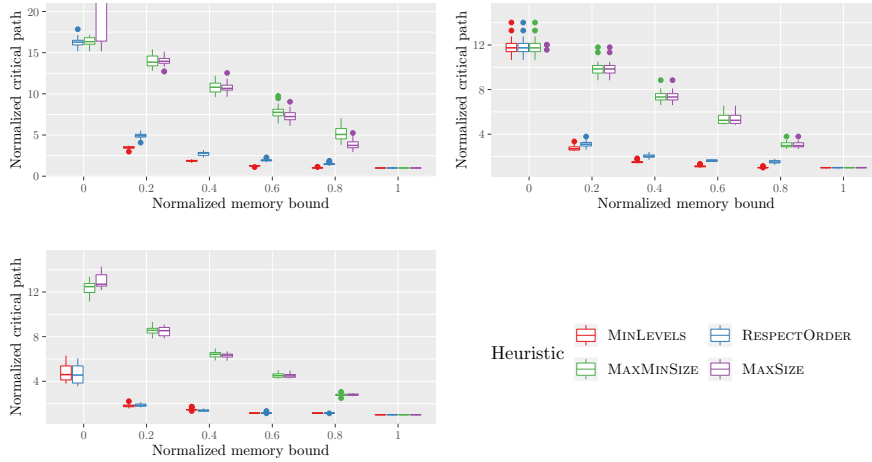 Normalized critical path
20
15
10
5
0
0
0.2
0.4
0.6
0.8
1
Normalized memory bound
Normalized critical path
12
8
4
0
0.2
0.4
0.6
0.8
1
Normalized memory bound
Normalized critical path
12
8
4
0
0.2
0.4
0.6
0.8
1
Normalized memory bound
Heuristic
MINLEVELS
RESPECTORDER
MAXMINSIZE
MAXSIZE